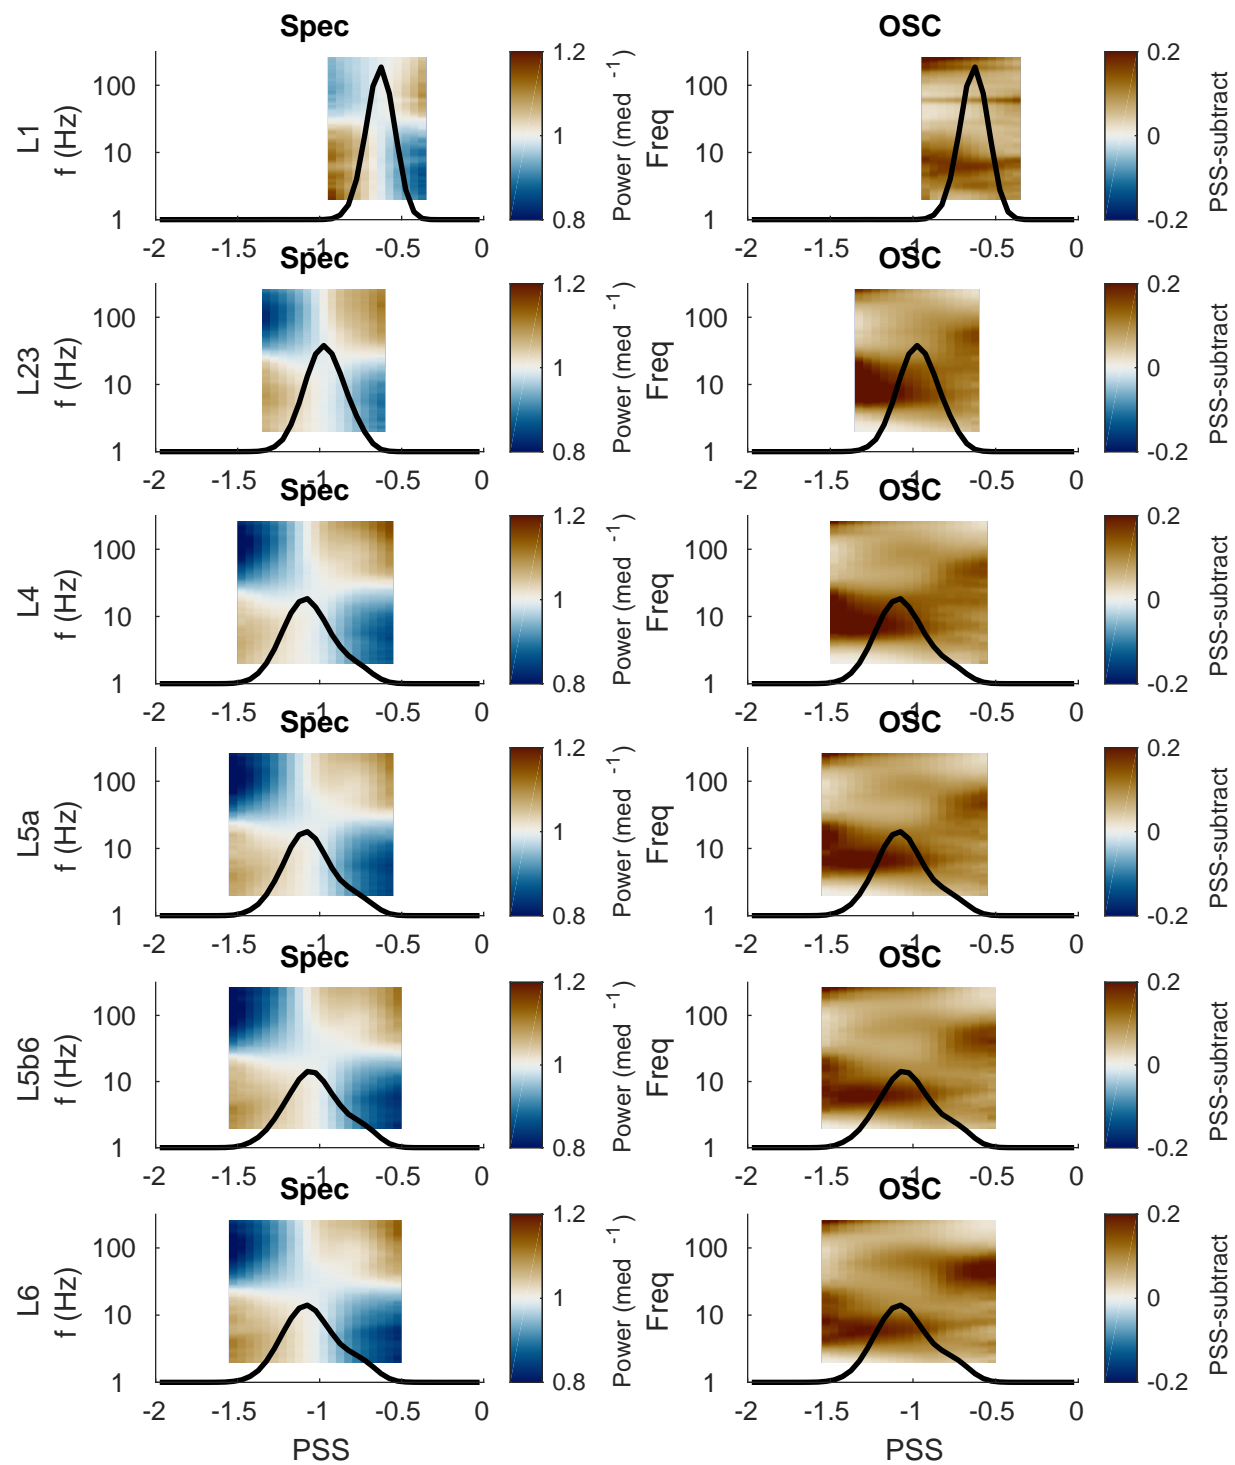 Spec
OSC
L1
f (Hz)
100
10
1
-2 -1.5 -1 -0.5 0
1.2
1
0.8
Power (med -1)
Freq
100
10
1
-2 -1.5 -1 -0.5 0
0.2
0
-0.2
PSS-subtract
Spec
OSC
L23
f (Hz)
100
10
1
-2 -1.5 -1 -0.5 0
1.2
1
0.8
Power (med -1)
Freq
100
10
1
-2 -1.5 -1 -0.5 0
0.2
0
-0.2
PSS-subtract
Spec
OSC
L4
f (Hz)
100
10
1
-2 -1.5 -1 -0.5 0
1.2
1
0.8
Power (med -1)
Freq
100
10
1
-2 -1.5 -1 -0.5 0
0.2
0
-0.2
PSS-subtract
Spec
OSC
L5a
f (Hz)
100
10
1
-2 -1.5 -1 -0.5 0
1.2
1
0.8
Power (med -1)
Freq
100
10
1
-2 -1.5 -1 -0.5 0
0.2
0
-0.2
PSS-subtract
Spec
OSC
L5b6
f (Hz)
100
10
1
-2 -1.5 -1 -0.5 0
1.2
1
0.8
Power (med -1)
Freq
100
10
1
-2 -1.5 -1 -0.5 0
0.2
0
-0.2
PSS-subtract
Spec
OSC
L6
f (Hz)
100
10
1
-2 -1.5 -1 -0.5 0
PSS
1.2
1
0.8
Power (med -1)
Freq
100
10
1
-2 -1.5 -1 -0.5 0
PSS
0.2
0
-0.2
PSS-subtract